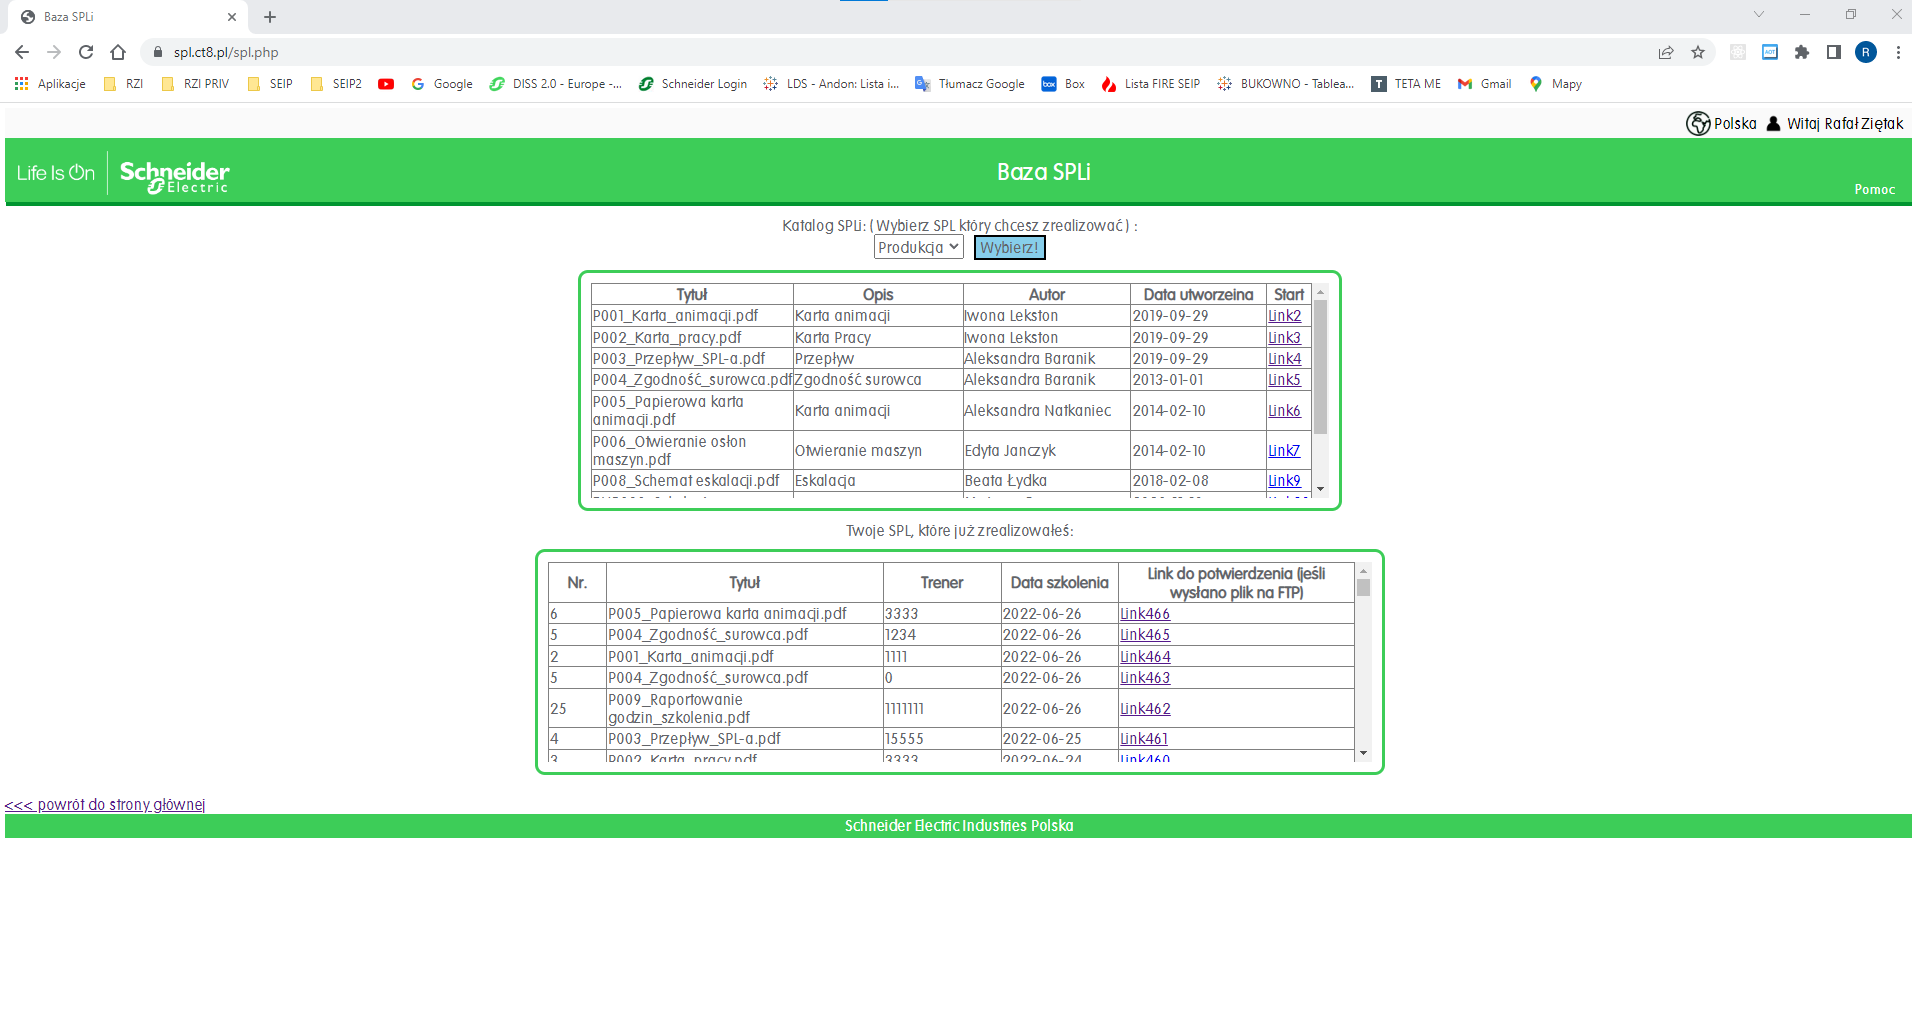 Baza SPLi
spl.ct8.pl/spl.php
R
Aplikacje RZI RZI PRIV SEIP SEIP2 Google DISS 2.0 - Europe -... Schneider Login LDS - Andon: Lista i... Tłumacz Google box Box Lista FIRE SEIP BUKOWNO - Tablea... T TETA ME Gmail Mapy
Polska Witaj Rafał Ziętak
Life Is On Schneider Electric
Baza SPLi
Pomoc
Katalog SPLi: ( Wybierz SPL który chcesz zrealizować ) :
Produkcja Wybierz!
Tytuł Opis Autor Data utworzeina Start
P001_Karta_animacji.pdf Karta animacji Iwona Lekston 2019-09-29 Link2
P002_Karta_pracy.pdf Karta Pracy Iwona Lekston 2019-09-29 Link3
P003_Przepływ_SPL-a.pdf Przepływ Aleksandra Baranik 2019-09-29 Link4
P004_Zgodność_surowca.pdf Zgodność surowca Aleksandra Baranik 2013-01-01 Link5
P005_Papierowa karta
animacji.pdf Karta animacji Aleksandra Natkaniec 2014-02-10 Link6
P006_Otwieranie osłon
maszyn.pdf Otwieranie maszyn Edyta Janczyk 2014-02-10 Link7
P008_Schemat eskalacji.pdf Eskalacja Beata Łydka 2018-02-08 Link9
Twoje SPL, które już zrealizowałeś:
Nr. Tytuł Trener Data szkolenia Link do potwierdzenia (jeśli
wysłano plik na FTP)
6 P005_Papierowa karta animacji.pdf 3333 2022-06-26 Link466
5 P004_Zgodność_surowca.pdf 1234 2022-06-26 Link465
2 P001_Karta_animacji.pdf 1111 2022-06-26 Link464
5 P004_Zgodność_surowca.pdf 0 2022-06-26 Link463
25 P009_Raportowanie
godzin_szkolenia.pdf 1111111 2022-06-26 Link462
4 P003_Przepływ_SPL-a.pdf 15555 2022-06-25 Link461
3 P002_Karta_pracy.pdf 3333 2022-06-24 Link460
<<< powrót do strony głównej
Schneider Electric Industries Polska